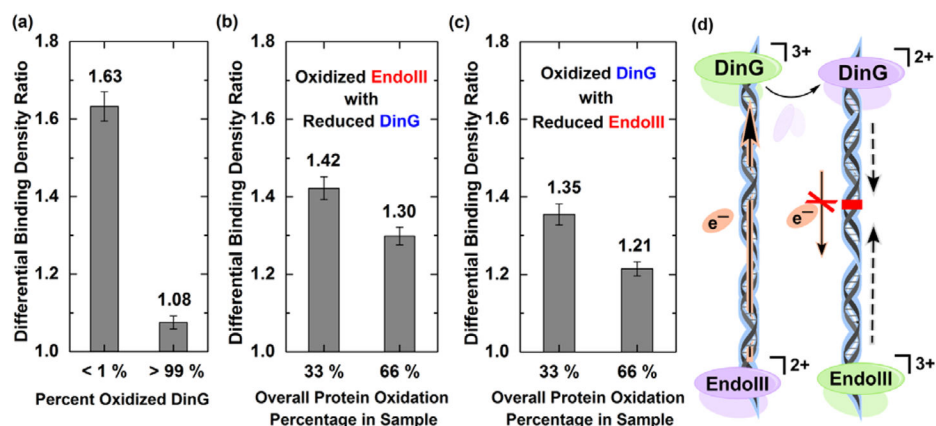 (a)
Differential Binding Density Ratio
1.8
1.6
1.4
1.2
1.0
1.63
1.08
< 1 %
> 99 %
Percent Oxidized DinG
(b)
Differential Binding Density Ratio
1.8
1.6
1.4
1.2
1.0
Oxidized EndoIII
with
Reduced DinG
1.42
1.30
33 %
66 %
Overall Protein Oxidation
Percentage in Sample
(c)
Differential Binding Density Ratio
1.8
1.6
1.4
1.2
1.0
Oxidized DinG
with
Reduced EndoIII
1.35
1.21
33 %
66 %
Overall Protein Oxidation
Percentage in Sample
(d)
DinG
3+
DinG
2+
e−
e−
EndoIII
2+
EndoIII
3+